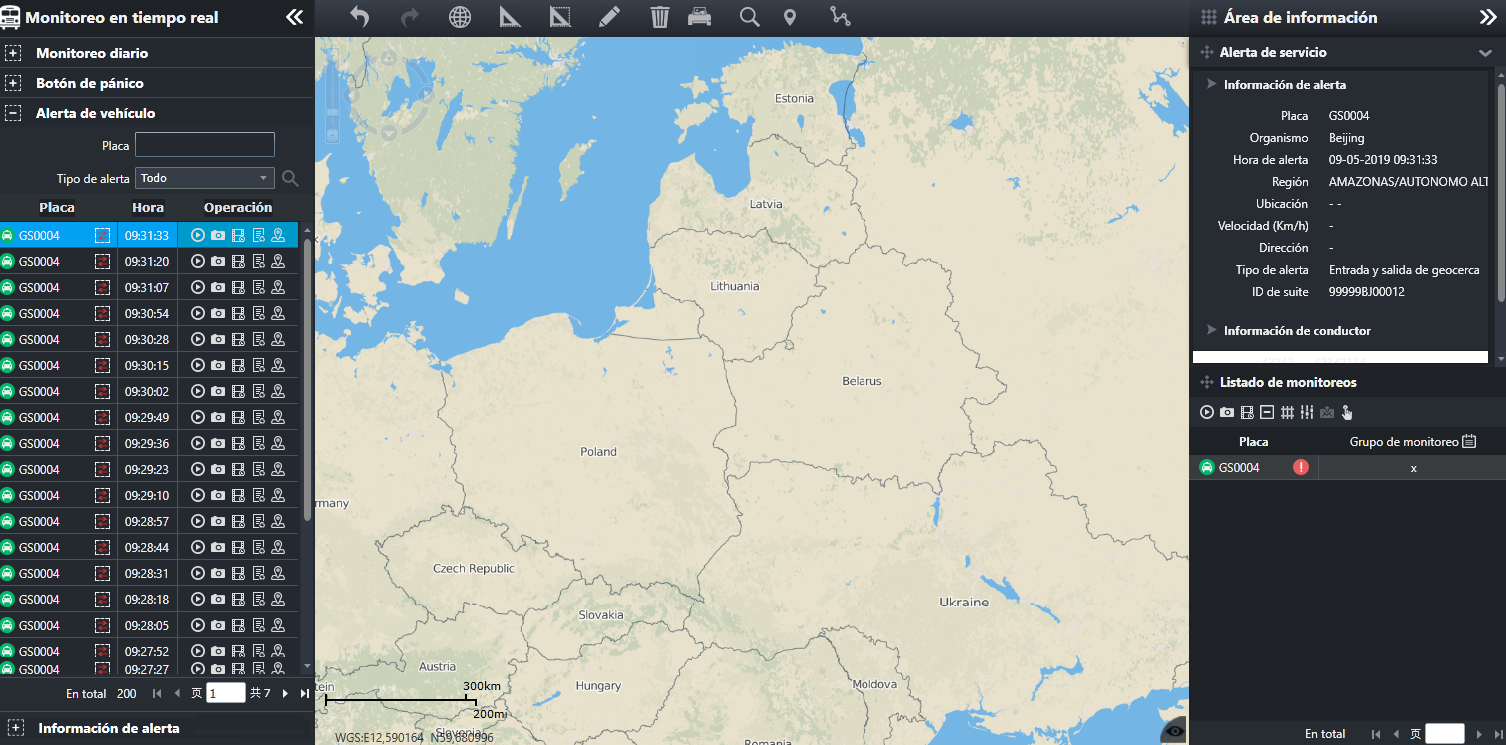 Monitoreo en tiempo real
Monitoreo diario
Botón de pánico
Alerta de vehículo
Placa
Tipo de alerta Todo
Placa Hora Operación
GS0004 09:31:33
GS0004 09:31:20
GS0004 09:31:07
GS0004 09:30:54
GS0004 09:30:28
GS0004 09:30:15
GS0004 09:30:02
GS0004 09:29:49
GS0004 09:29:36
GS0004 09:29:23
GS0004 09:29:10
GS0004 09:28:57
GS0004 09:28:44
GS0004 09:28:31
GS0004 09:28:18
GS0004 09:28:05
GS0004 09:27:52
GS0004 09:27:27
En total 200 页 1 共 7
Información de alerta
Estonia
Latvia
Lithuania
Belarus
Poland
rmany
Czech Republic
Ukraine
Slovakia
Austria
Hungary
Moldova
tein
300km
200mi
Slovenia
WGS:E12,590164 N59,680996
Romania
Área de información
Alerta de servicio
Información de alerta
Placa GS0004
Organismo Beijing
Hora de alerta 09-05-2019 09:31:33
Región AMAZONAS/AUTONOMO ALT
Ubicación - -
Velocidad (Km/h) -
Dirección -
Tipo de alerta Entrada y salida de geocerca
ID de suite 99999BJ00012
Información de conductor
Listado de monitoreos
Placa Grupo de monitoreo
GS0004 x
En total 页